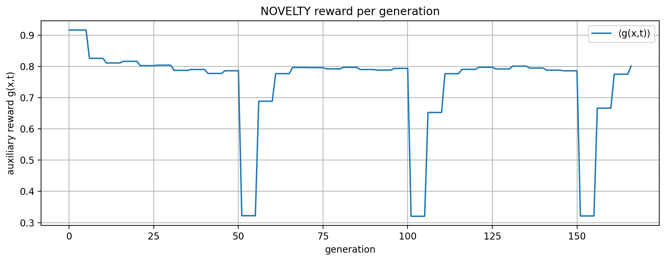 NOVELTY reward per generation
auxiliary reward g(x,t)
0.9
0.8
0.7
0.6
0.5
0.4
0.3
⟨g(x,t)⟩
0 25 50 75 100 125 150
generation